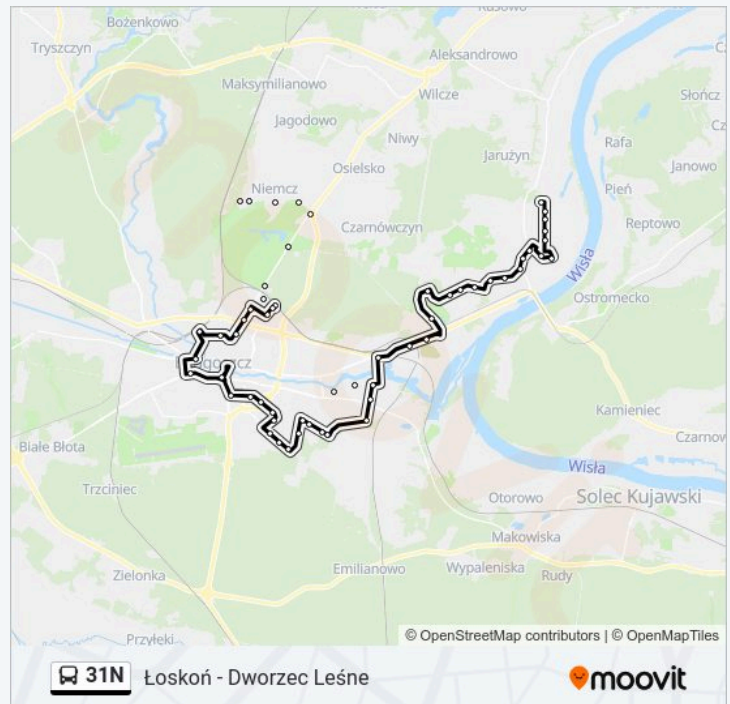 Bożenkowo
Tryszczyn
Aleksandrowo
Maksymilianowo
Wilcze
Słończ
Jagodowo
Niwy
Rafa
Jarużyn
Janowo
Osielsko
Niemcz
Pień
Czarnówczyn
Reptowo
Wisła
Ostromecko
Kamieniec
Białe Błota
Wisła
Trzciniec
Otorowo
Solec Kujawski
Makowiska
Emilianowo
Wypaleniska
Zielonka
Rudy
Przyłęki
© OpenStreetMap contributors | © OpenMapTiles
31N Łoskoń - Dworzec Leśne
moovit